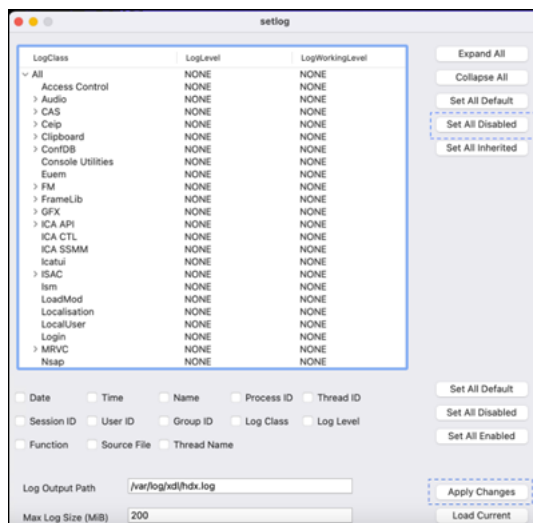 setlog
LogClass LogLevel LogWorkingLevel
All NONE NONE
Access Control NONE NONE
Audio NONE NONE
CAS NONE NONE
Ceip NONE NONE
Clipboard NONE NONE
ConfDB NONE NONE
Console Utilities NONE NONE
Euem NONE NONE
FM NONE NONE
FrameLib NONE NONE
GFX NONE NONE
ICA API NONE NONE
ICA CTL NONE NONE
ICA SSMM NONE NONE
Icatui NONE NONE
ISAC NONE NONE
Ism NONE NONE
LoadMod NONE NONE
Localisation NONE NONE
LocalUser NONE NONE
Login NONE NONE
MRVC NONE NONE
Nsap NONE NONE
Expand All
Collapse All
Set All Default
Set All Disabled
Set All Inherited
Date Time Name Process ID Thread ID
Session ID User ID Group ID Log Class Log Level
Function Source File Thread Name
Set All Default
Set All Disabled
Set All Enabled
Log Output Path /var/log/xdl/hdx.log
Max Log Size (MiB) 200
Apply Changes
Load Current